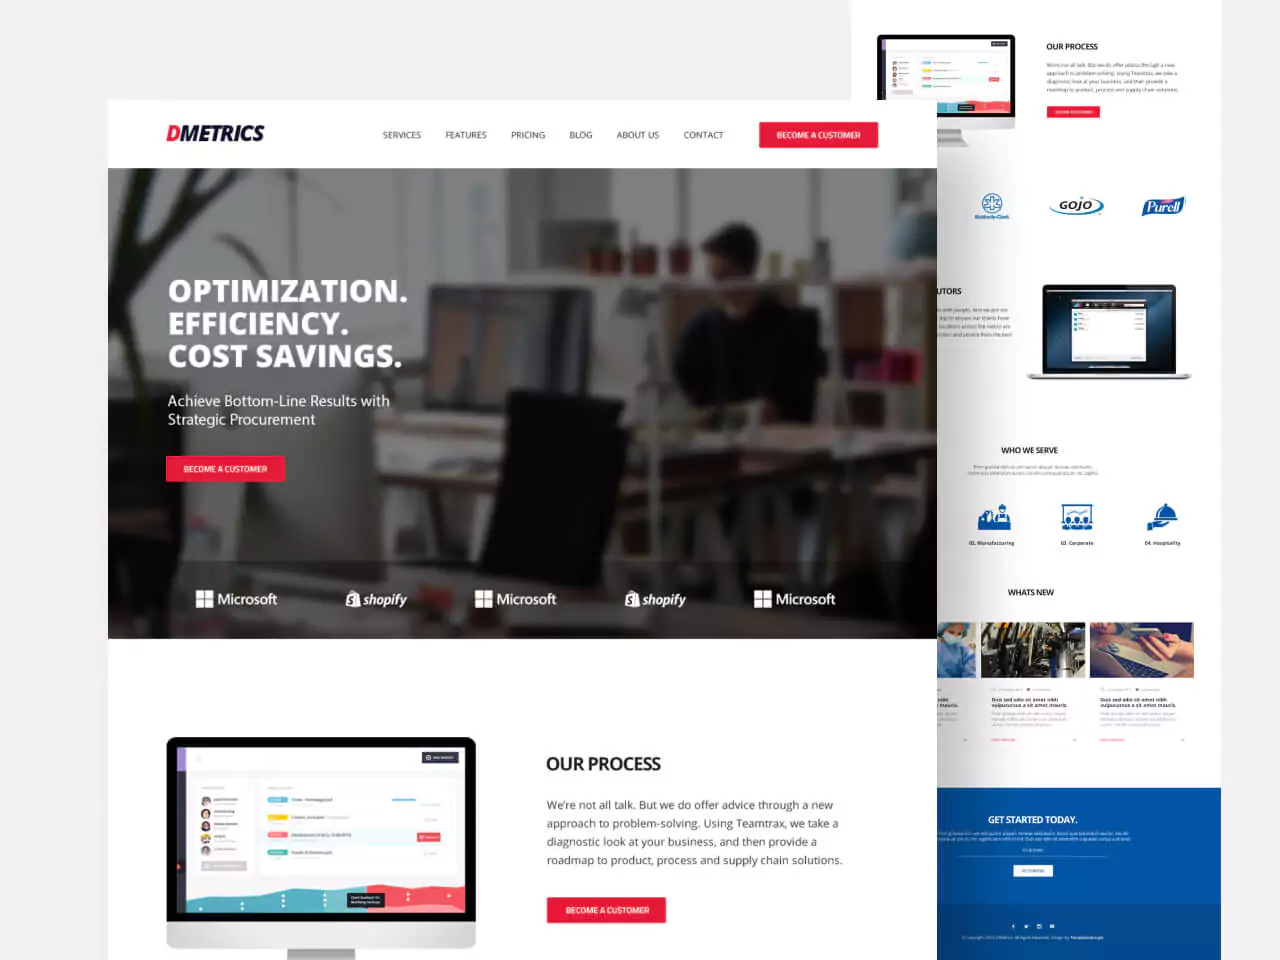 DMETRICS
SERVICES FEATURES PRICING BLOG ABOUT US CONTACT BECOME A CUSTOMER
OPTIMIZATION.
EFFICIENCY.
COST SAVINGS.
Achieve Bottom-Line Results with
Strategic Procurement
BECOME A CUSTOMER
Microsoft shopify Microsoft shopify Microsoft
OUR PROCESS
We're not all talk. But we do offer advice through a new
approach to problem-solving. Using Teamtrax, we take a
diagnostic look at your business, and then provide a
roadmap to product, process and supply chain solutions.
BECOME A CUSTOMER
OUR PROCESS
We're not all talk. But we do offer advice through a new
approach to problem-solving. Using Teamtrax, we take a
diagnostic look at your business, and then provide a
roadmap to product, process and supply chain solutions.
BECOME A CUSTOMER
Kimberly-Clark GOJO Purell
UTORS
WHO WE SERVE
02. Manufacturing 03. Corporate 04. Hospitality
WHATS NEW
Duis sed odio sit amet nibh
vulputurous a sit amet mauris.
Duis sed odio sit amet nibh
vulputurous a sit amet mauris.
GET STARTED TODAY.
GET STARTED